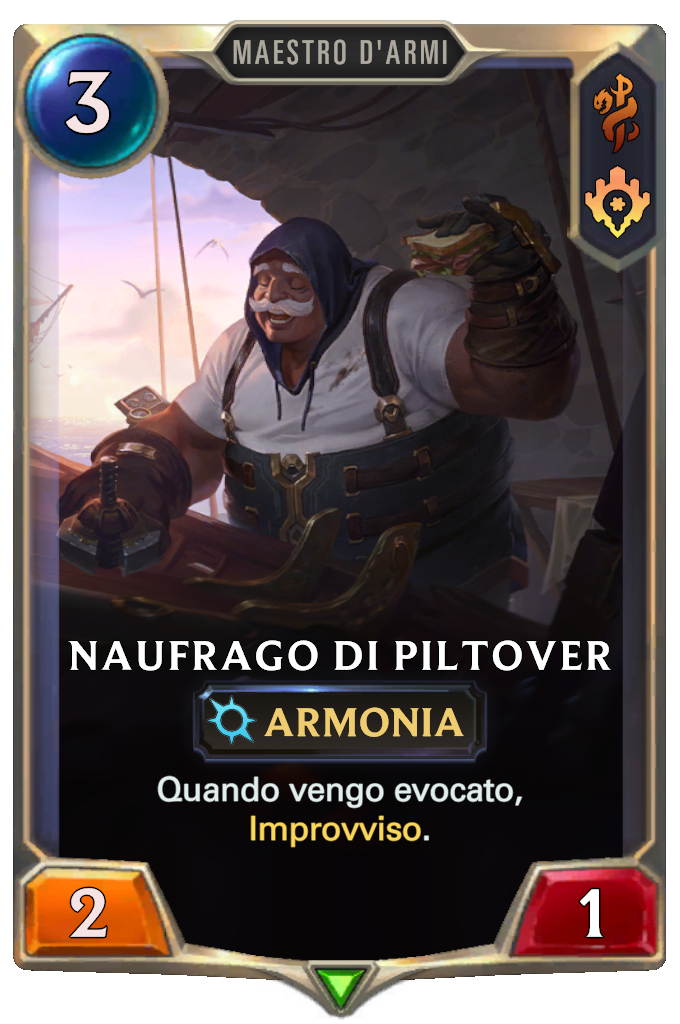 MAESTRO D'ARMI
3
NAUFRAGO DI PILTOVER
ARMONIA
Quando vengo evocato,
Improvviso.
2
1